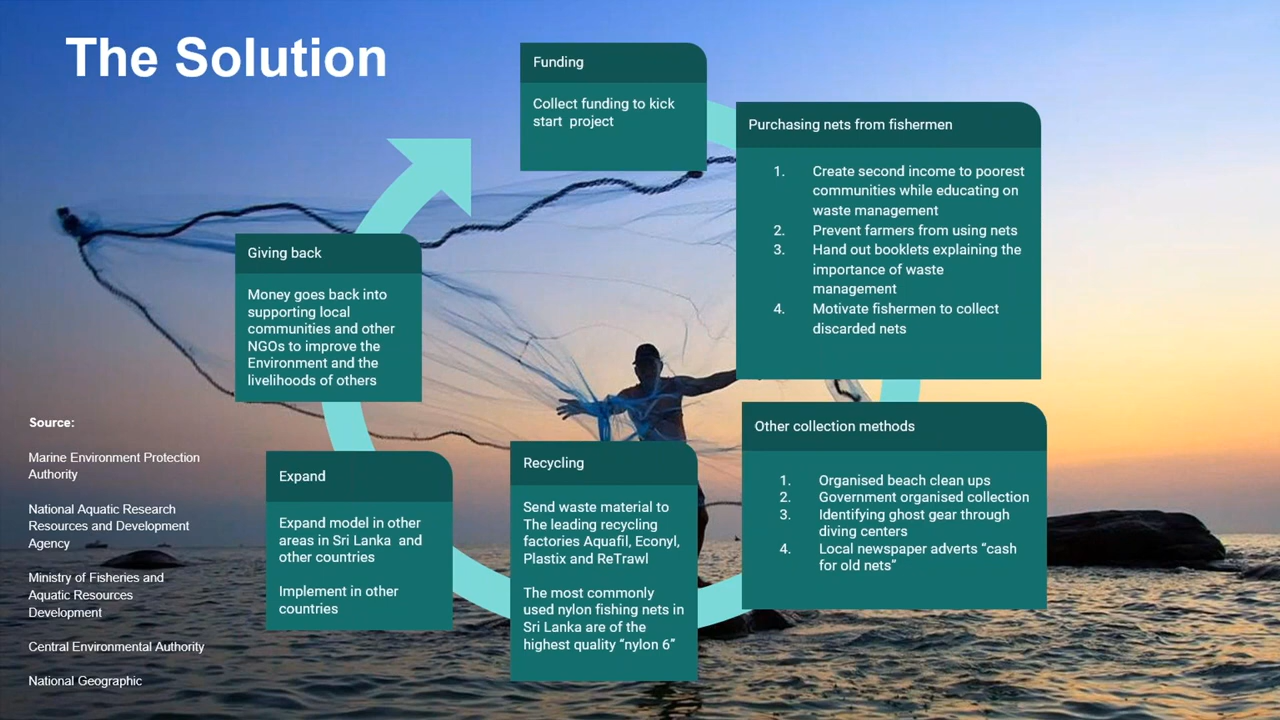 The Solution
Funding
Collect funding to kick
start  project
Purchasing nets from fishermen
1. Create second income to poorest
communities while educating on
waste management
2. Prevent farmers from using nets
3. Hand out booklets explaining the
importance of waste
management
4. Motivate fishermen to collect
discarded nets
Other collection methods
1. Organised beach clean ups
2. Government organised collection
3. Identifying ghost gear through
diving centers
4. Local newspaper adverts “cash
for old nets”
Recycling
Send waste material to
The leading recycling
factories Aquafil, Econyl,
Plastix and ReTrawl
The most commonly
used nylon fishing nets in
Sri Lanka are of the
highest quality “nylon 6”
Expand
Expand model in other
areas in Sri Lanka  and
other countries
Implement in other
countries
Giving back
Money goes back into
supporting local
communities and other
NGOs to improve the
Environment and the
livelihoods of others
Source:
Marine Environment Protection
Authority
National Aquatic Research
Resources and Development
Agency
Ministry of Fisheries and
Aquatic Resources
Development
Central Environmental Authority
National Geographic